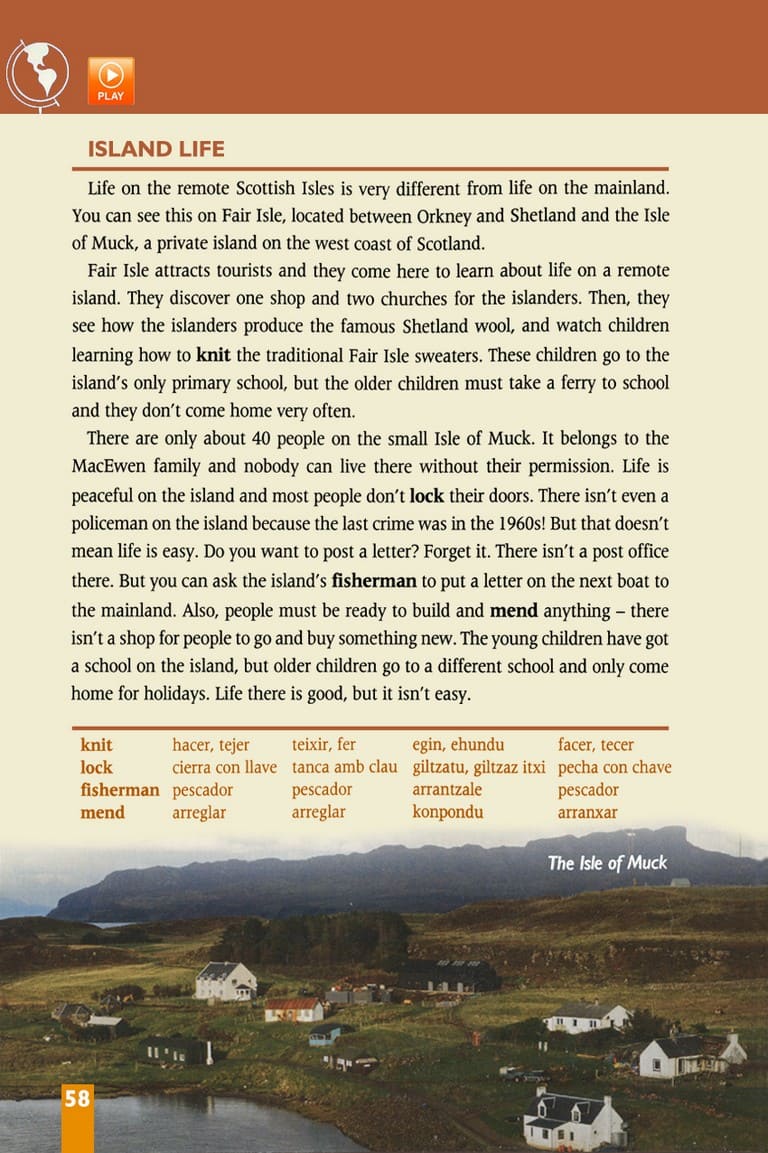 PLAY
ISLAND LIFE
Life on the remote Scottish Isles is very different from life on the mainland.
You can see this on Fair Isle, located between Orkney and Shetland and the Isle
of Muck, a private island on the west coast of Scotland.
Fair Isle attracts tourists and they come here to learn about life on a remote
island. They discover one shop and two churches for the islanders. Then, they
see how the islanders produce the famous Shetland wool, and watch children
learning how to knit the traditional Fair Isle sweaters. These children go to the
island's only primary school, but the older children must take a ferry to school
and they don't come home very often.
There are only about 40 people on the small Isle of Muck. It belongs to the
MacEwen family and nobody can live there without their permission. Life is
peaceful on the island and most people don't lock their doors. There isn't even a
policeman on the island because the last crime was in the 1960s! But that doesn't
mean life is easy. Do you want to post a letter? Forget it. There isn't a post office
there. But you can ask the island's fisherman to put a letter on the next boat to
the mainland. Also, people must be ready to build and mend anything – there
isn't a shop for people to go and buy something new. The young children have got
a school on the island, but older children go to a different school and only come
home for holidays. Life there is good, but it isn't easy.
knit hacer, tejer teixir, fer egin, ehundu facer, tecer
lock cierra con llave tanca amb clau giltzatu, giltzaz itxi pecha con chave
fisherman pescador pescador arrantzale pescador
mend arreglar arreglar konpondu arranxar
The Isle of Muck
58